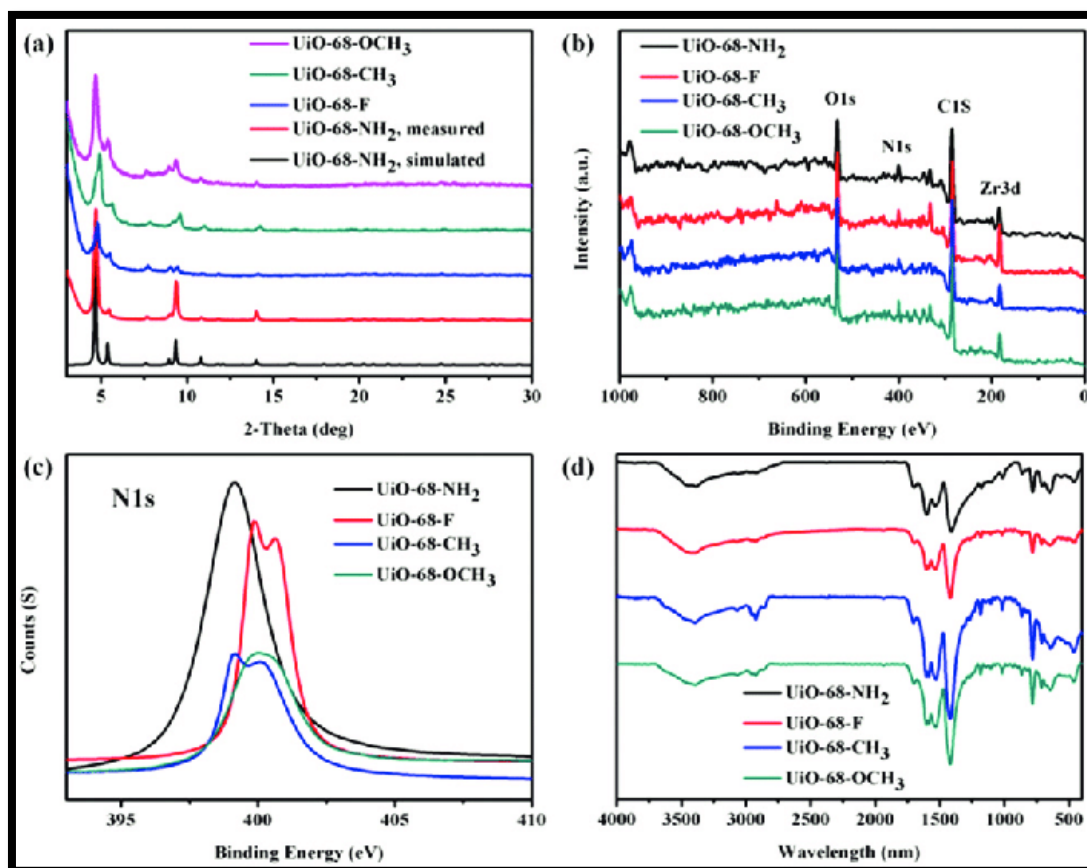 (a)
UiO-68-OCH3
UiO-68-CH3
UiO-68-F
UiO-68-NH2, measured
UiO-68-NH2, simulated
5 10 15 20 25 30
2-Theta (deg)
(b)
UiO-68-NH2
UiO-68-F
UiO-68-CH3
UiO-68-OCH3
O1s
N1s
C1S
Zr3d
Intensity (a.u.)
1000 800 600 400 200 0
Binding Energy (eV)
(c)
N1s
UiO-68-NH2
UiO-68-F
UiO-68-CH3
UiO-68-OCH3
Counts (S)
395 400 405 410
Binding Energy (eV)
(d)
UiO-68-NH2
UiO-68-F
UiO-68-CH3
UiO-68-OCH3
4000 3500 3000 2500 2000 1500 1000 500
Wavelength (nm)